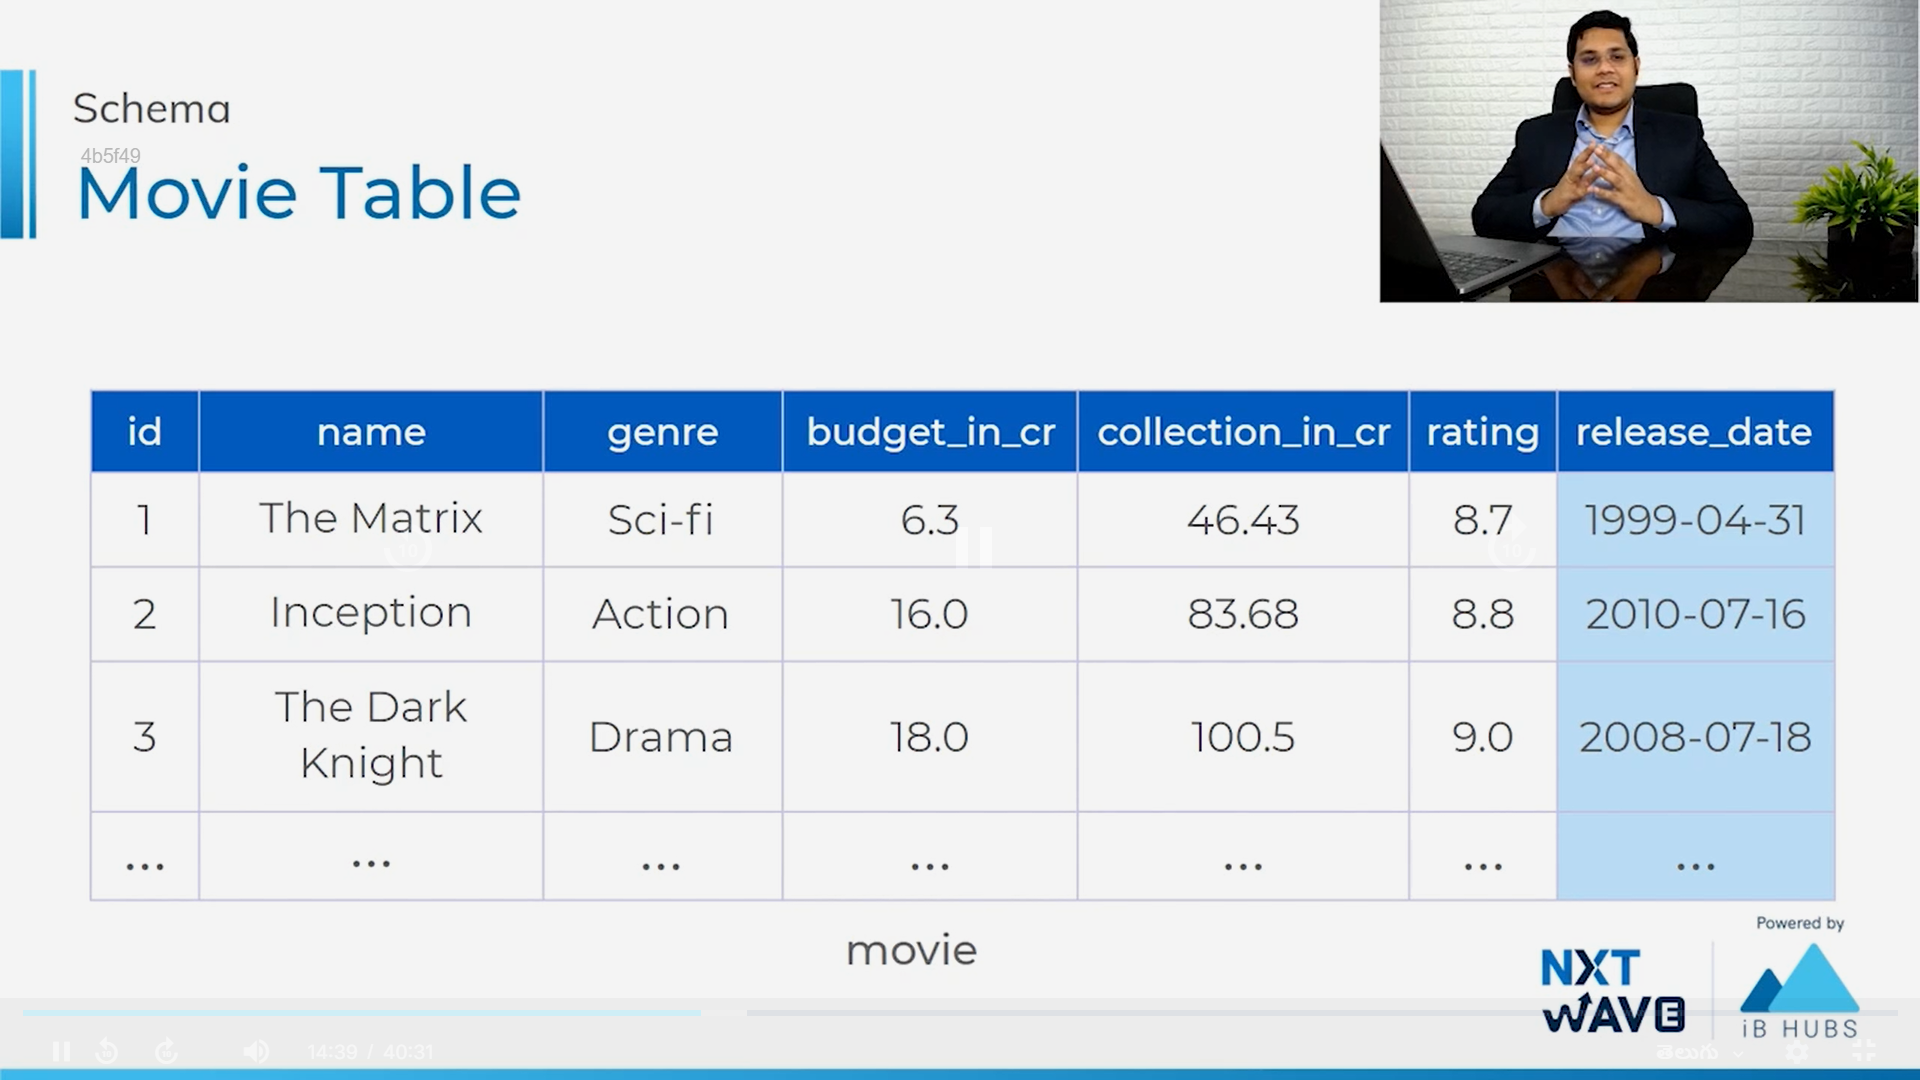 Schema
4b5f49
Movie Table
id name genre budget_in_cr collection_in_cr rating release_date
1 The Matrix Sci-fi 6.3 46.43 8.7 1999-04-31
2 Inception Action 16.0 83.68 8.8 2010-07-16
3 The Dark Knight Drama 18.0 100.5 9.0 2008-07-18
... ... ... ... ... ... ...
movie
Powered by
NXT
WAVE
iB HUBS
10 10
14:39 / 40:31
తెలుగు